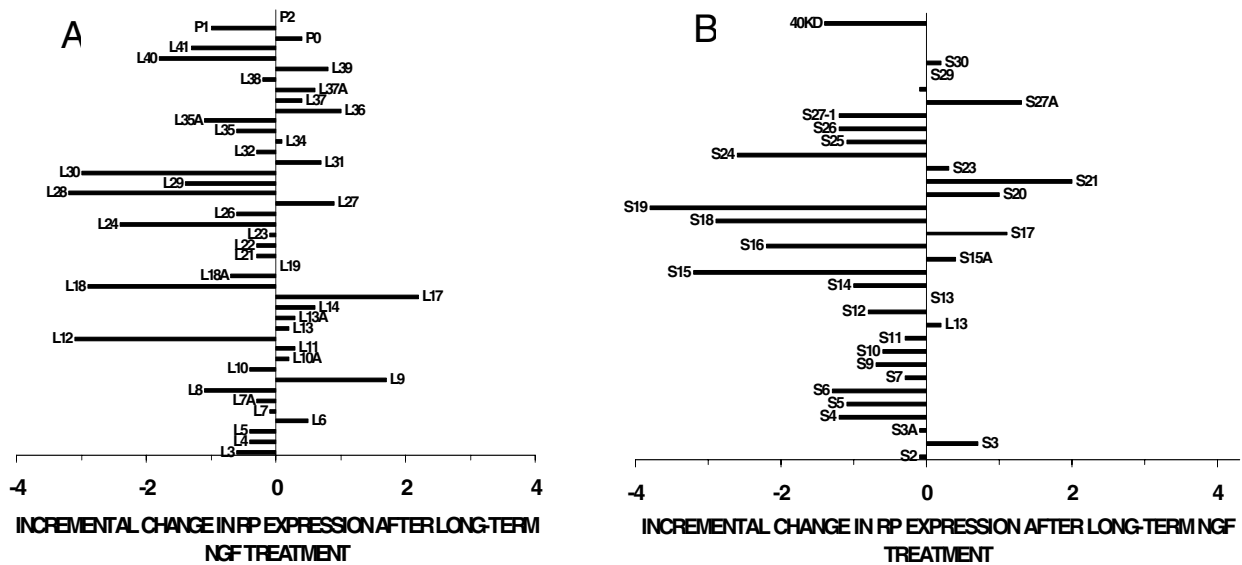 A
P2
P1
P0
L41
L40
L39
L38
L37A
L37
L36
L35A
L35
L34
L32
L31
L30
L29
L28
L27
L26
L24
L23
L22
L21
L19
L18A
L18
L17
L14
L13A
L13
L12
L11
L10A
L10
L9
L8
L7A
L7
L6
L5
L4
L3
-4 -2 0 2 4
INCREMENTAL CHANGE IN RP EXPRESSION AFTER LONG-TERM
NGF TREATMENT
B
40KD
S30
S29
S27A
S27-1
S26
S25
S24
S23
S21
S20
S19
S18
S17
S16
S15A
S15
S14
S13
S12
L13
S11
S10
S9
S7
S6
S5
S4
S3A
S3
S2
-4 -2 0 2 4
INCREMENTAL CHANGE IN RP EXPRESSION AFTER LONG-TERM NGF
TREATMENT